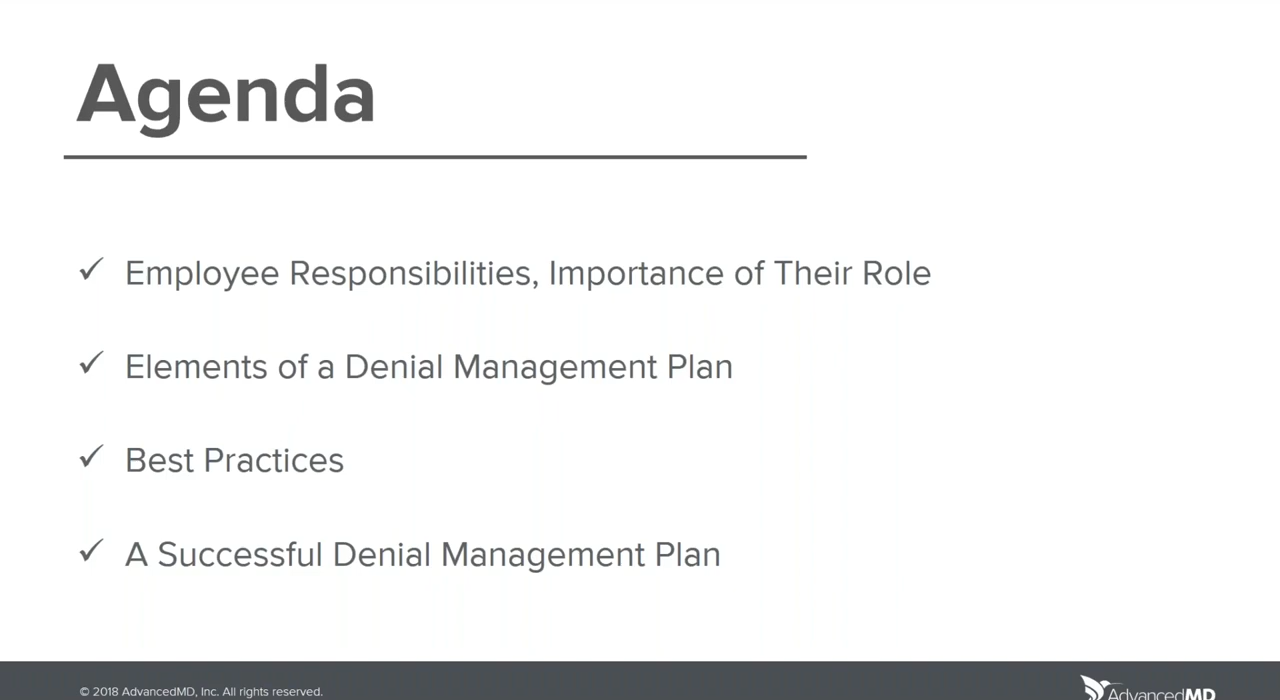 Agenda
Employee Responsibilities, Importance of Their Role
Elements of a Denial Management Plan
Best Practices
A Successful Denial Management Plan
© 2018 AdvancedMD, Inc. All rights reserved.
AdvancedMD